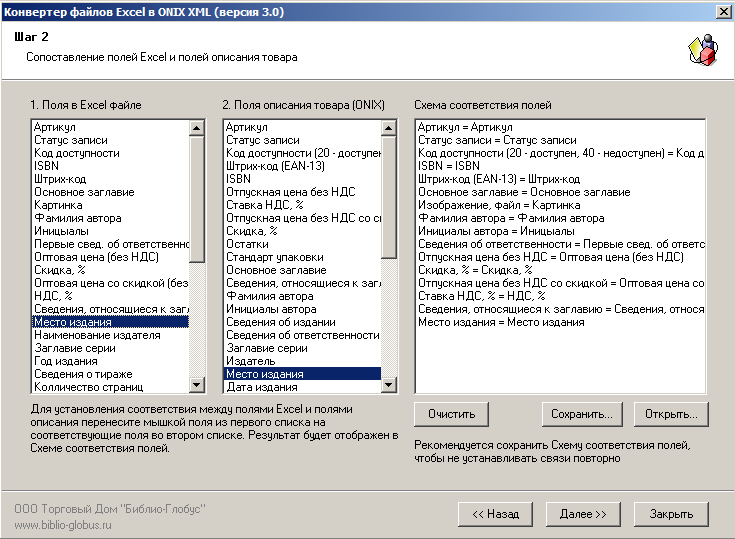 Конвертер файлов Excel в ONIX XML (версия 3.0)
Шаг 2
Сопоставление полей Excel и полей описания товара
1. Поля в Excel файле
Артикул
Статус записи
Код доступности
ISBN
Штрих-код
Основное заглавие
Картинка
Фамилия автора
Инициалы
Первые свед. об ответственно
Оптовая цена (без НДС)
Скидка, %
Оптовая цена со скидкой (без
НДС, %
Сведения, относящиеся к загл
Место издания
Наименование издателя
Заглавие серии
Год издания
Сведения о тираже
Колличество страниц
2. Поля описания товара (ONIX)
Артикул
Статус записи
Код доступности (20 - доступен
Штрих-код (EAN-13)
ISBN
Отпускная цена без НДС
Ставка НДС, %
Отпускная цена без НДС со ск
Скидка, %
Остатки
Стандарт упаковки
Основное заглавие
Сведения, относящиеся к загл
Фамилия автора
Инициалы автора
Сведения об издании
Сведения об ответственности
Заглавие серии
Издатель
Место издания
Дата издания
Схема соответствия полей
Артикул = Артикул
Статус записи = Статус записи
Код доступности (20 - доступен, 40 - недоступен) = Код д
ISBN = ISBN
Штрих-код (EAN-13) = Штрих-код
Основное заглавие = Основное заглавие
Изображение, файл = Картинка
Фамилия автора = Фамилия автора
Инициалы автора = Инициалы
Сведения об ответственности = Первые свед. об ответс
Отпускная цена без НДС = Оптовая цена (без НДС)
Скидка, % = Скидка, %
Отпускная цена без НДС со скидкой = Оптовая цена со
Ставка НДС, % = НДС, %
Сведения, относящиеся к заглавию = Сведения, относя
Место издания = Место издания
Для установления соответствия между полями Excel и полями
описания перенесите мышкой поля из первого списка на
соответствующие поля во втором списке. Результат будет отображен в
Схеме соответствия полей.
Очистить
Сохранить...
Открыть...
Рекомендуется сохранить Схему соответствия полей,
чтобы не устанавливать связи повторно
ООО Торговый Дом "Библио-Глобус"
www.biblio-globus.ru
<< Назад
Далее >>
Закрыть